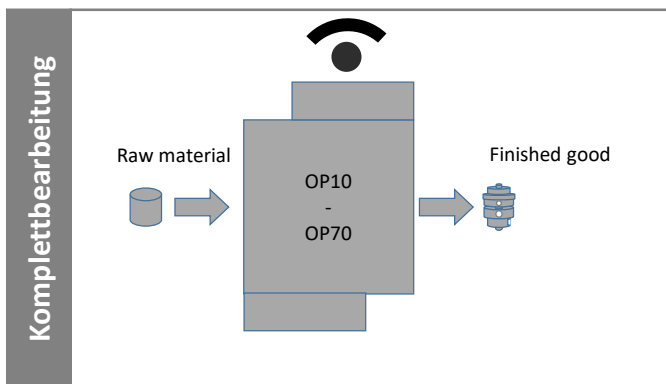 Komplettbearbeitung
Raw material
Finished good
OP10
-
OP70